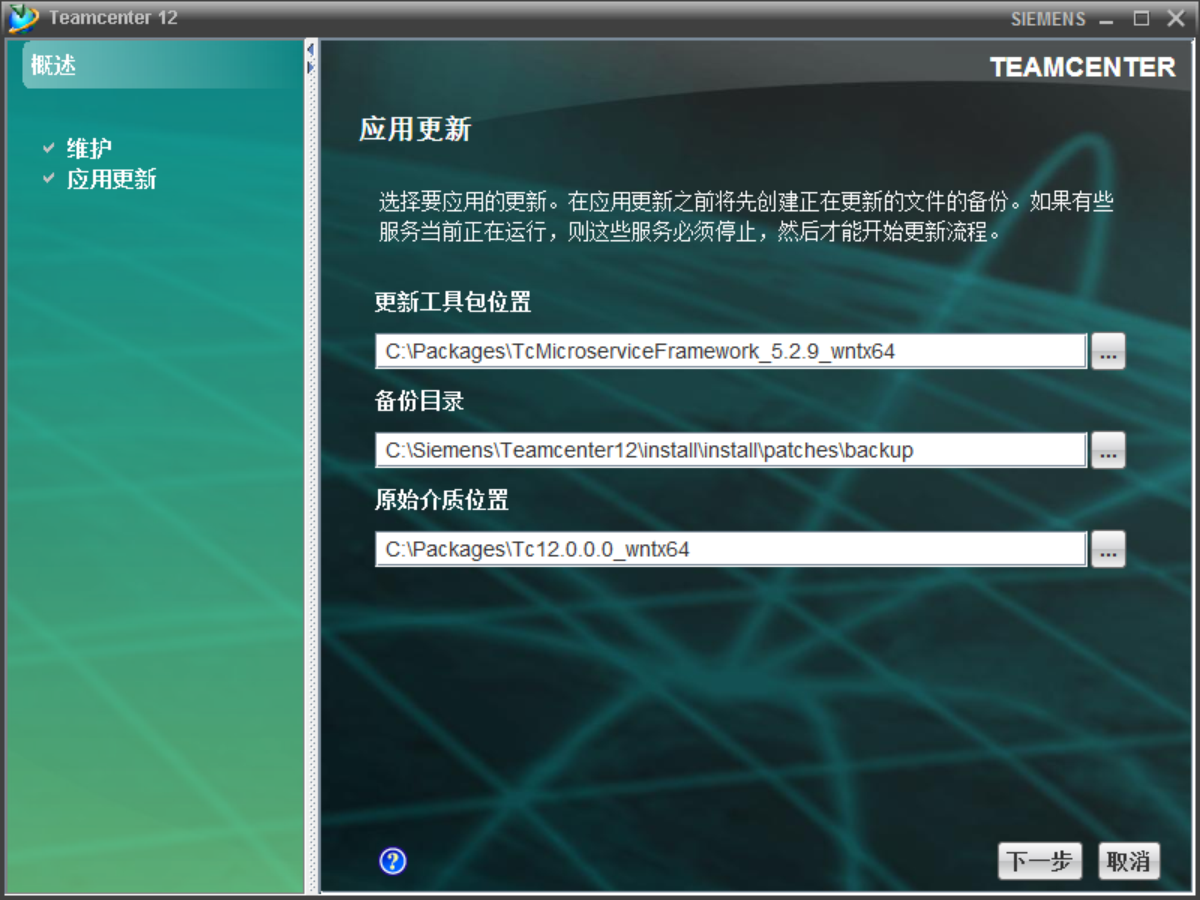 Teamcenter 12
SIEMENS
概述
维护
应用更新
TEAMCENTER
应用更新
选择要应用的更新。在应用更新之前将先创建正在更新的文件的备份。如果有些
服务当前正在运行，则这些服务必须停止，然后才能开始更新流程。
更新工具包位置
C:\Packages\TcMicroserviceFramework_5.2.9_wntx64
...
备份目录
C:\Siemens\Teamcenter12\install\install\patches\backup
...
原始介质位置
C:\Packages\Tc12.0.0.0_wntx64
...
?
下一步
取消